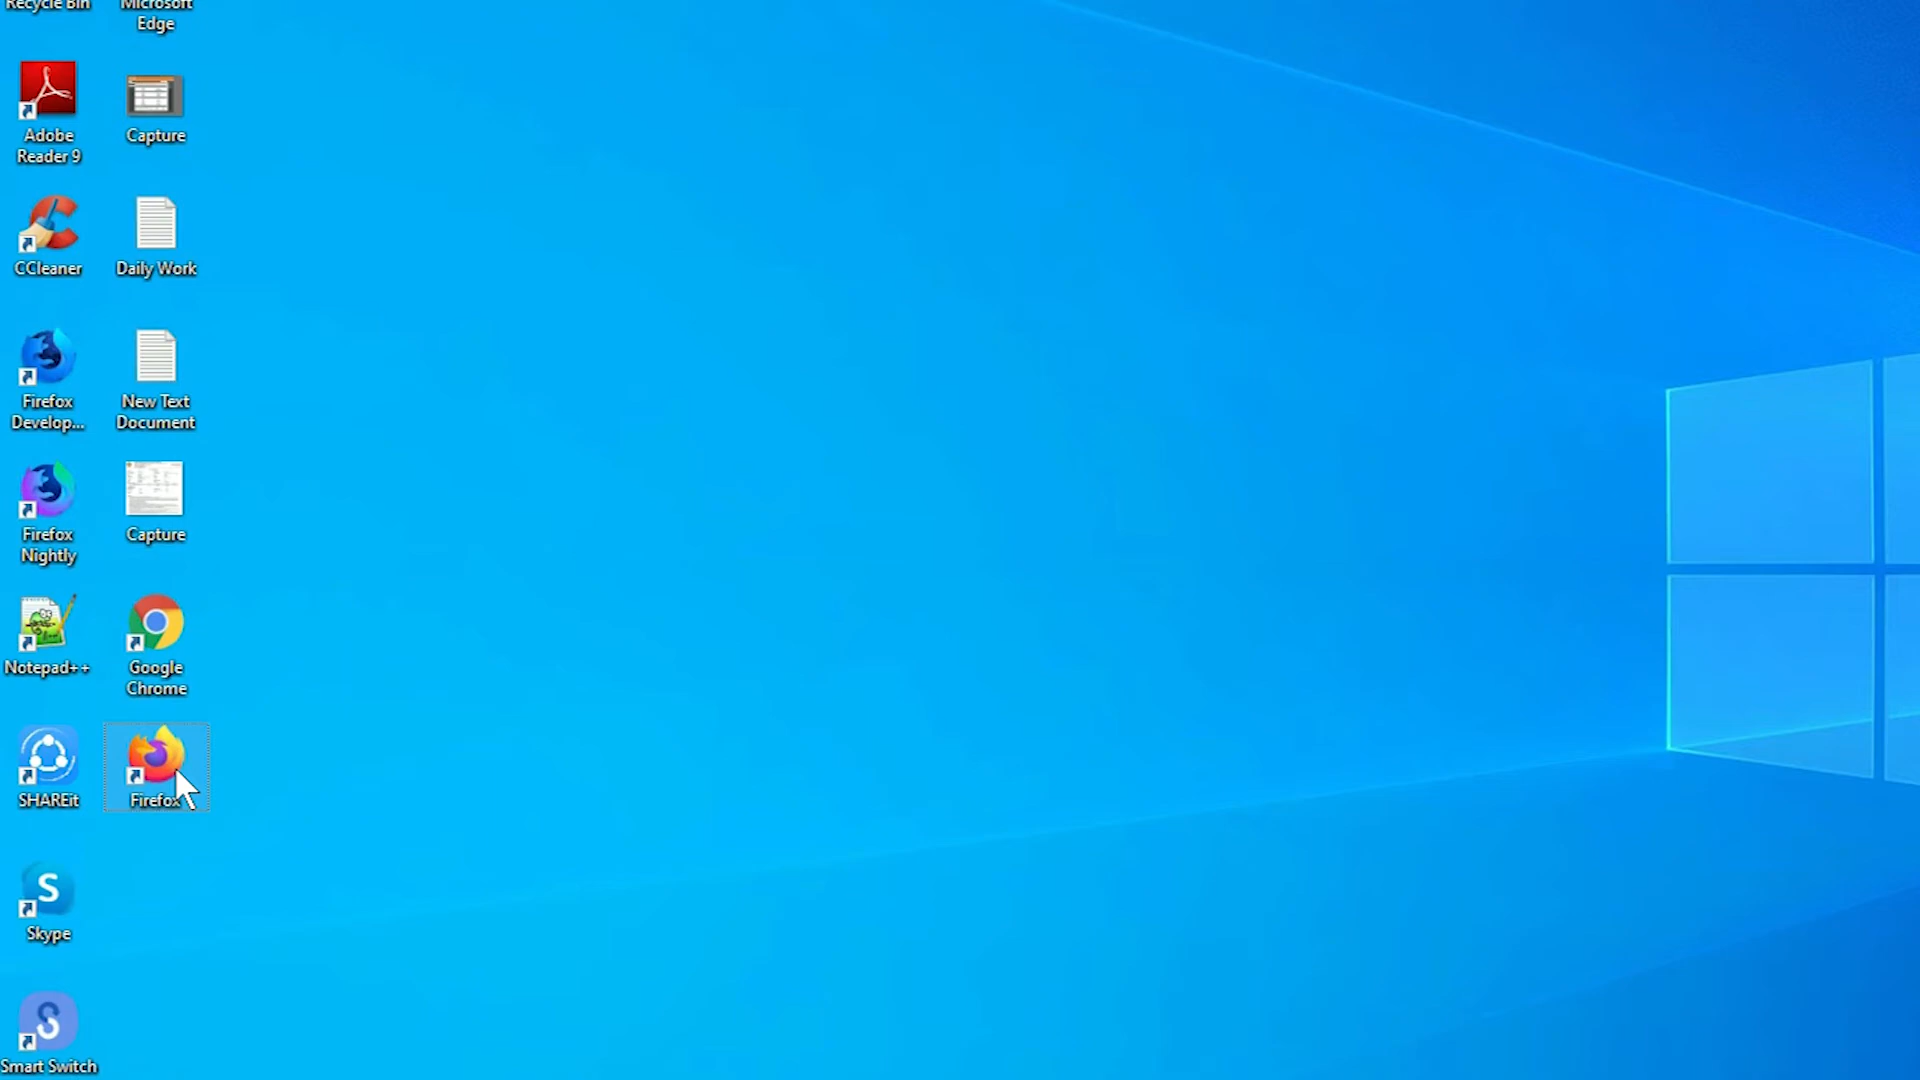 Recycle Bin
Microsoft
Edge
Adobe
Reader 9
Capture
CCleaner
Daily Work
Firefox
Develop...
New Text
Document
Firefox
Nightly
Capture
Notepad++
Google
Chrome
SHAREit
Firefox
Skype
Smart Switch